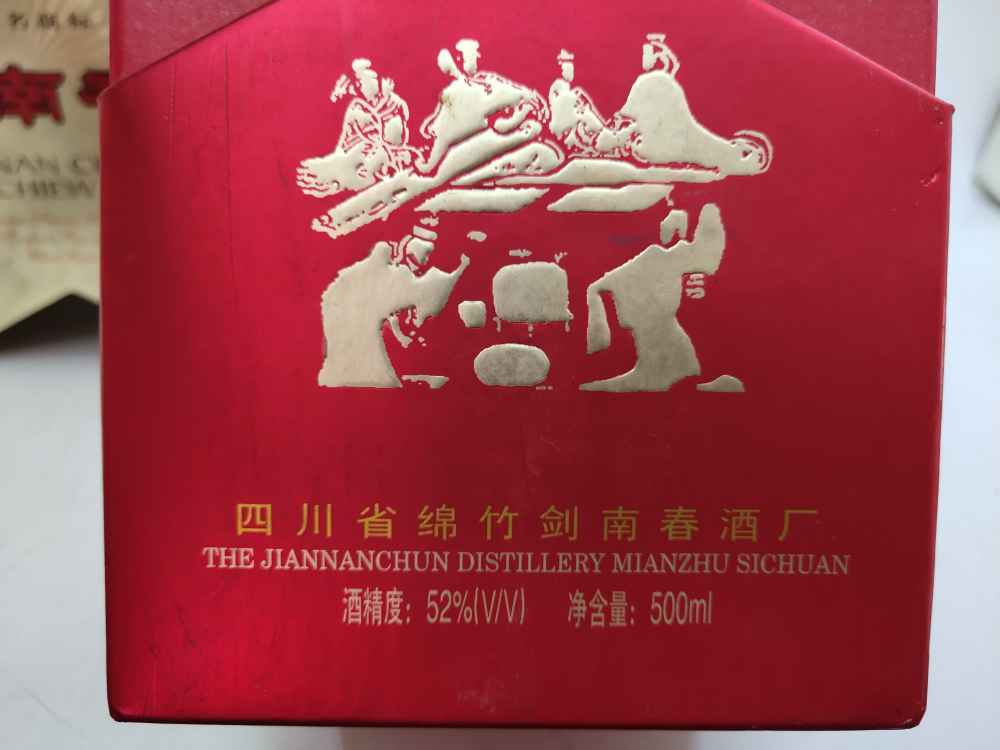 南
四川省绵竹剑南春酒厂
THE JIANNANCHUN DISTILLERY MIANZHU SICHUAN
酒精度：52%(V/V) 净含量：500ml